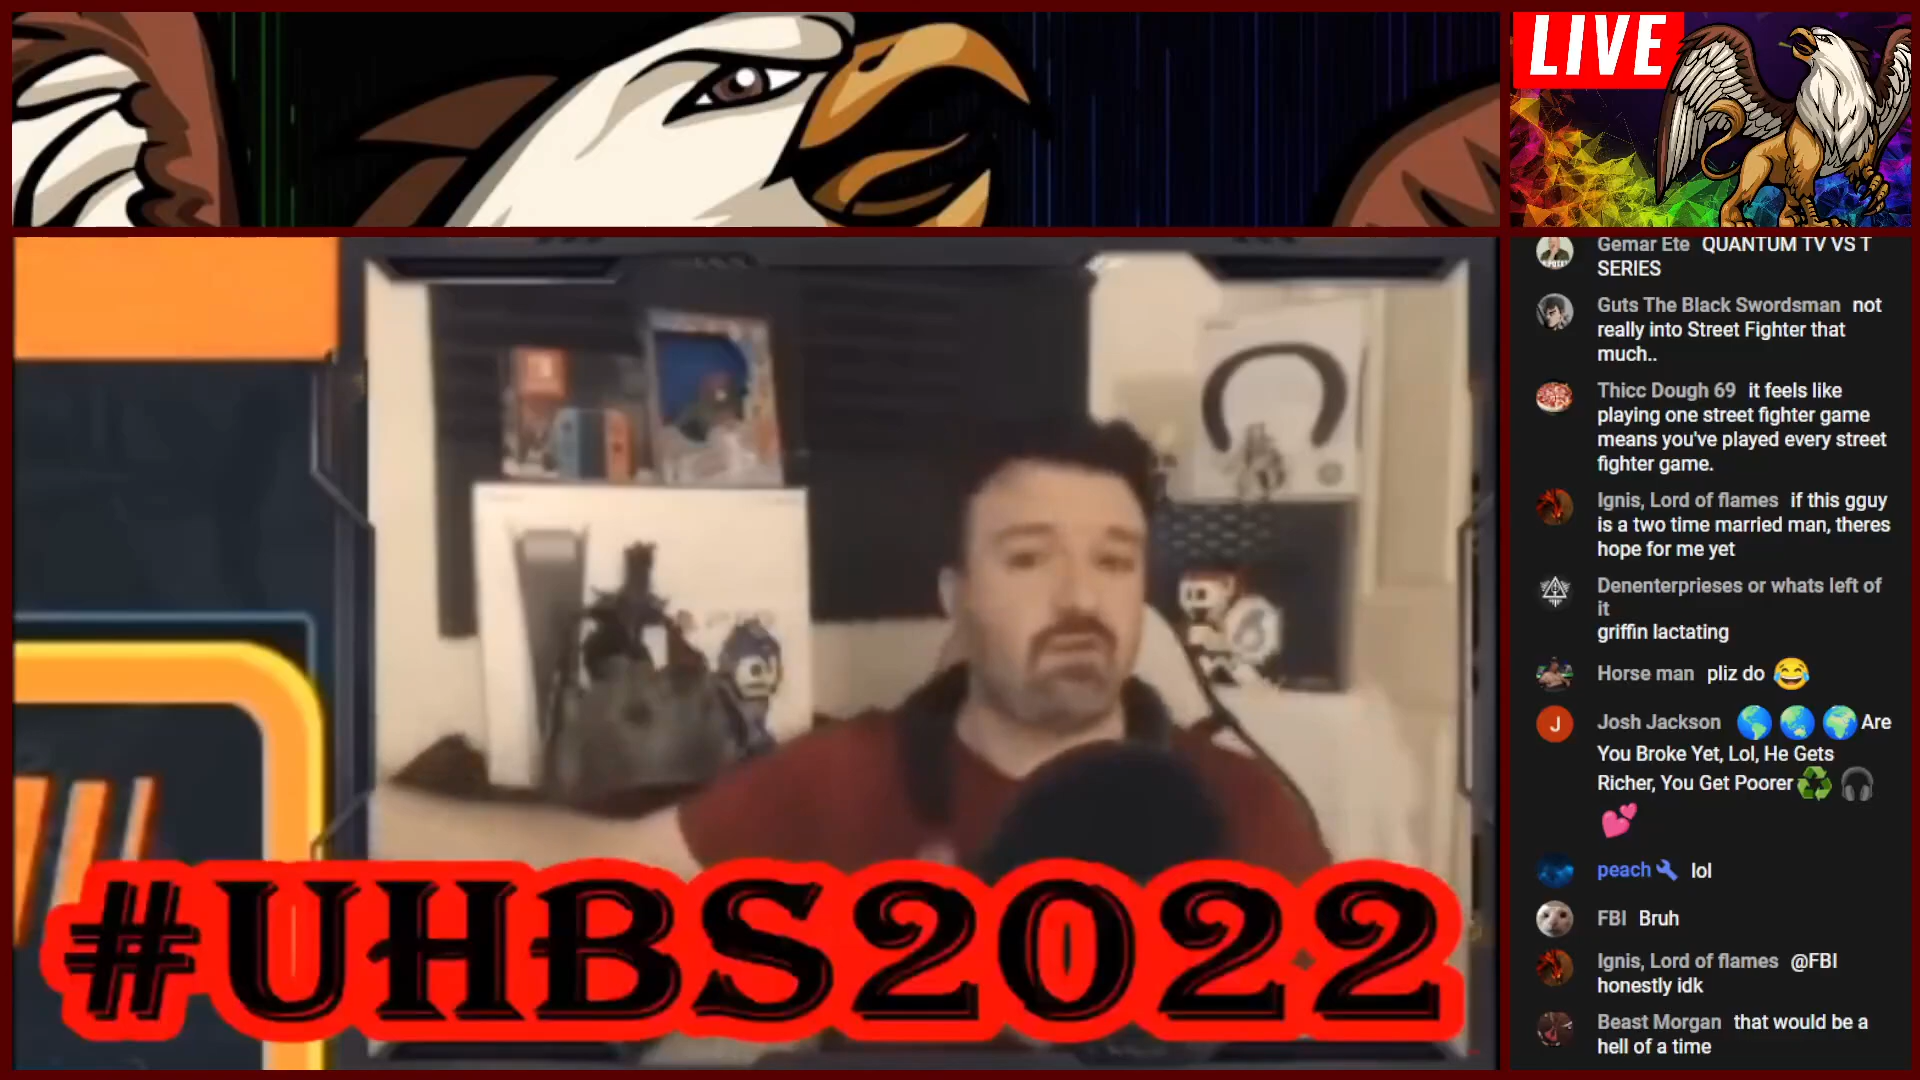 LIVE
Gemar Ete QUANTUM TV VS T
SERIES
Guts The Black Swordsman not
really into Street Fighter that
much..
Thicc Dough 69 it feels like
playing one street fighter game
means you've played every street
fighter game.
Ignis, Lord of flames if this gguy
is a two time married man, theres
hope for me yet
Denenterprieses or whats left of
it
griffin lactating
Horse man pliz do 😂
J
Josh Jackson 🌎🌏🌍Are
You Broke Yet, Lol, He Gets
Richer, You Get Poorer♻️🎧
💕
peach🔧 lol
FBI Bruh
Ignis, Lord of flames @FBI
honestly idk
Beast Morgan that would be a
hell of a time
#UHBS2022